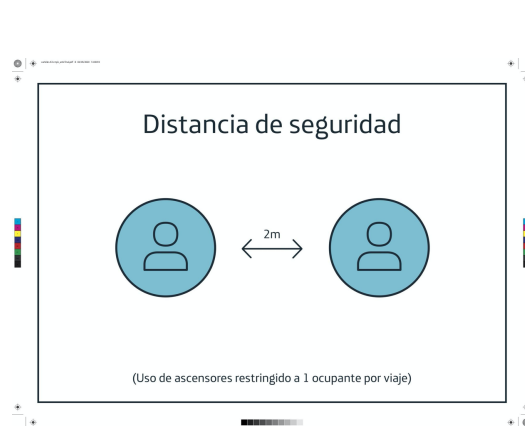 Distancia de seguridad
2m
(Uso de ascensores restringido a 1 ocupante por viaje)